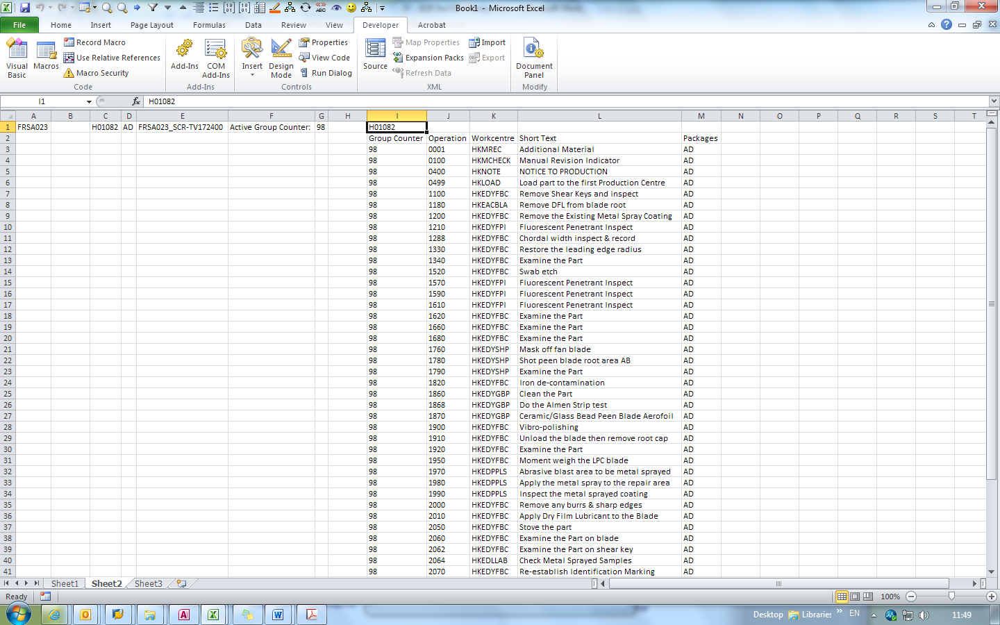 Book1 - Microsoft Excel
File Home Insert Page Layout Formulas Data Review View Developer Acrobat
Visual Basic
Macros
Record Macro
Use Relative References
Macro Security
Code
Add-Ins
COM Add-Ins
Add-Ins
Insert
Design Mode
Properties
View Code
Run Dialog
Controls
Source
Map Properties
Expansion Packs
Refresh Data
Import
Export
XML
Document Panel
Modify
I1 fx H01082
A B C D E F G H I J K L M N O P Q R S T
1 FRSA023 H01082 AD FRSA023_SCR-TV172400 Active Group Counter: 98 H01082
2 Group Counter Operation Workcentre Short Text Packages
3 98 0001 HKMREC Additional Material AD
4 98 0100 HKMCHECK Manual Revision Indicator AD
5 98 0400 HKNOTE NOTICE TO PRODUCTION AD
6 98 0499 HKLOAD Load part to the first Production Centre AD
7 98 1100 HKEDYFBC Remove Shear Keys and inspect AD
8 98 1180 HKEACBLA Remove DFL from blade root AD
9 98 1200 HKEDYFBC Remove the Existing Metal Spray Coating AD
10 98 1210 HKEDYFPI Fluorescent Penetrant Inspect AD
11 98 1288 HKEDYFBC Chordal width inspect & record AD
12 98 1330 HKEDYFBC Restore the leading edge radius AD
13 98 1340 HKEDYFBC Examine the Part AD
14 98 1520 HKEDYFBC Swab etch AD
15 98 1570 HKEDYFPI Fluorescent Penetrant Inspect AD
16 98 1590 HKEDYFPI Fluorescent Penetrant Inspect AD
17 98 1610 HKEDYFPI Fluorescent Penetrant Inspect AD
18 98 1620 HKEDYFBC Examine the Part AD
19 98 1660 HKEDYFBC Examine the Part AD
20 98 1680 HKEDYFBC Examine the Part AD
21 98 1760 HKEDYSHP Mask off fan blade AD
22 98 1780 HKEDYSHP Shot peen blade root area AB AD
23 98 1790 HKEDYSHP Examine the Part AD
24 98 1820 HKEDYFBC Iron de-contamination AD
25 98 1860 HKEDYGBP Clean the Part AD
26 98 1868 HKEDYGBP Do the Almen Strip test AD
27 98 1870 HKEDYGBP Ceramic/Glass Bead Peen Blade Aerofoil AD
28 98 1900 HKEDYFBC Vibro-polishing AD
29 98 1910 HKEDYFBC Unload the blade then remove root cap AD
30 98 1920 HKEDYFBC Examine the Part AD
31 98 1950 HKEDYFBC Moment weigh the LPC blade AD
32 98 1970 HKEDPPLS Abrasive blast area to be metal sprayed AD
33 98 1980 HKEDPPLS Apply the metal spray to the repair area AD
34 98 1990 HKEDPPLS Inspect the metal sprayed coating AD
35 98 2000 HKEDYFBC Remove any burrs & sharp edges AD
36 98 2010 HKEDYFBC Apply Dry Film Lubricant to the Blade AD
37 98 2050 HKEDYFBC Stove the part AD
38 98 2060 HKEDYFBC Examine the Part on blade AD
39 98 2062 HKEDYFBC Examine the Part on shear key AD
40 98 2064 HKEDLLAB Check Metal Sprayed Samples AD
41 98 2070 HKEDYFBC Re-establish Identification Marking AD
Sheet1 Sheet2 Sheet3
Ready 100%
Desktop Libraries EN 11:49